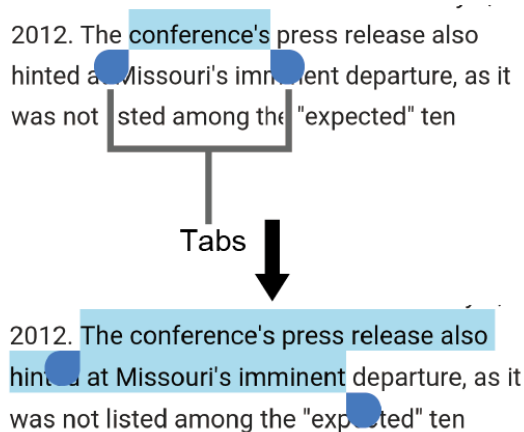 2012. The conference's press release also
hinted at Missouri's imminent departure, as it
was not listed among the "expected" ten
Tabs
2012. The conference's press release also
hinted at Missouri's imminent departure, as it
was not listed among the "expected" ten